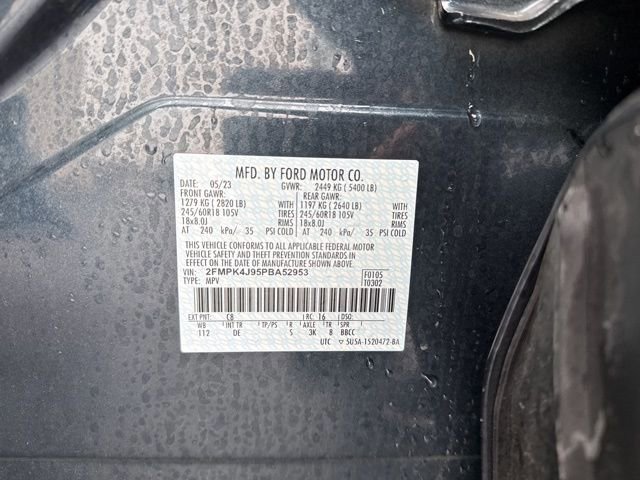 MFD. BY FORD MOTOR CO.
DATE: 05/23 GVWR: 2449 KG ( 5400 LB)
FRONT GAWR: REAR GAWR:
1279 KG ( 2820 LB) WITH 1197 KG ( 2640 LB) WITH
245/60R18 105V TIRES 245/60R18 105V TIRES
18x8.0J RIMS 18x8.0J RIMS
AT 240 kPa/ 35 PSI COLD AT 240 kPa/ 35 PSI COLD
THIS VEHICLE CONFORMS TO ALL APPLICABLE FEDERAL MOTOR
VEHICLE SAFETY AND THEFT PREVENTION STANDARDS IN
EFFECT ON THE DATE OF MANUFACTURE SHOWN ABOVE.
VIN: 2FMPK4J95PBA52953 F0105
TYPE: MPV T0302
EXT PNT: C8 RC: 16 DSO:
WB INT TR TP/PS R AXLE TR SPR
112 DE 5 3K 8 BBCC
UTC 5U5A-1520472-BA